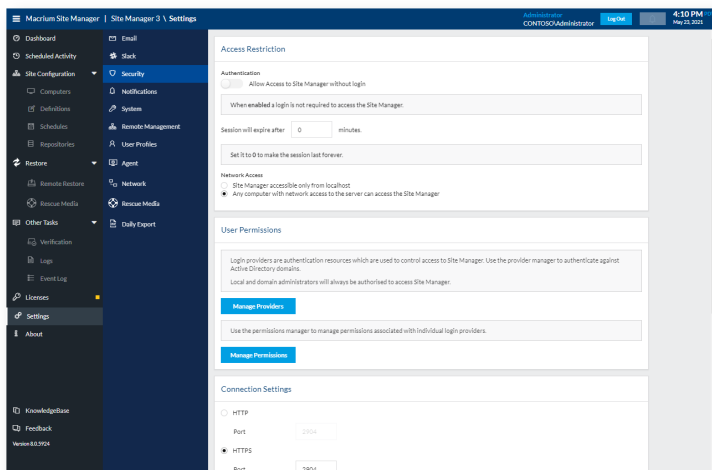 Macrium Site Manager | Site Manager 3 \ Settings
Administrator
CONTOSO\Administrator
Log Out
4:10 PM
May 23, 2021
Dashboard
Scheduled Activity
Site Configuration
Computers
Definitions
Schedules
Repositories
Restore
Remote Restore
Rescue Media
Other Tasks
Verification
Logs
Event Log
Licenses
Settings
About
KnowledgeBase
Feedback
Version 8.0.5924
Email
Slack
Security
Notifications
System
Remote Management
User Profiles
Agent
Network
Rescue Media
Daily Export
Access Restriction
Authentication
Allow Access to Site Manager without login
When enabled a login is not required to access the Site Manager.
Session will expire after 0 minutes.
Set it to 0 to make the session last forever.
Network Access
Site Manager accessible only from localhost
Any computer with network access to the server can access the Site Manager
User Permissions
Login providers are authentication resources which are used to control access to Site Manager. Use the provider manager to authenticate against
Active Directory domains.
Local and domain administrators will always be authorised to access Site Manager.
Manage Providers
Use the permissions manager to manage permissions associated with individual login providers.
Manage Permissions
Connection Settings
HTTP
Port 2804
HTTPS
Port 2804